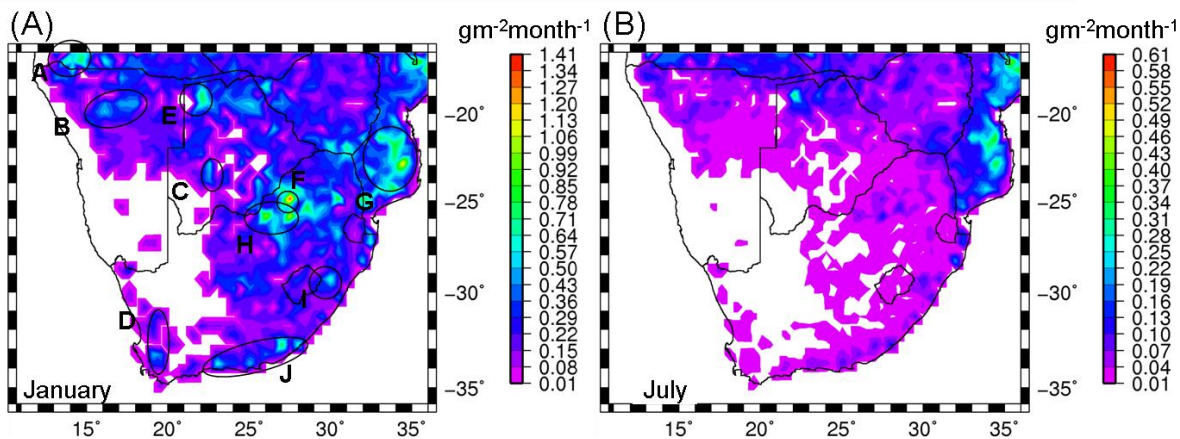 (A) gm⁻²month⁻¹ (B) gm⁻²month⁻¹
1.41 0.61
1.34 0.58
1.27 0.55
1.20 0.52
1.13 0.49
1.06 0.46
0.99 0.43
0.92 0.40
0.85 0.37
0.78 0.34
0.71 0.31
0.64 0.28
0.57 0.25
0.50 0.22
0.43 0.19
0.36 0.16
0.29 0.13
0.22 0.10
0.15 0.07
0.08 0.04
0.01 0.01
−20°
−25°
−30°
−35°
−20°
−25°
−30°
−35°
A
B
E
C
F
G
H
I
D
J
January
July
15° 20° 25° 30° 35° 15° 20° 25° 30° 35°